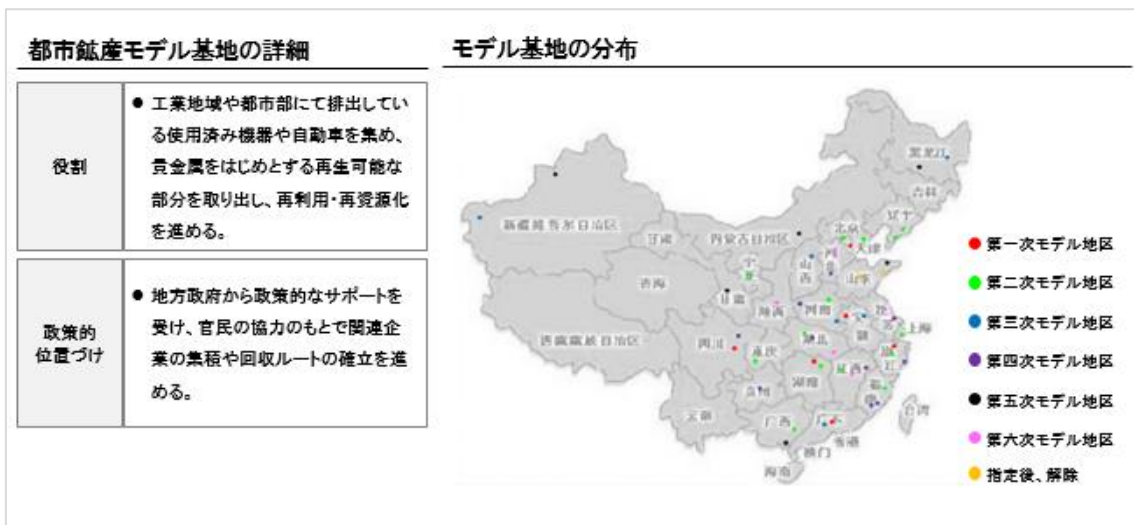 都市鉱産モデル基地の詳細
モデル基地の分布
役割
● 工業地域や都市部にて排出してい
る使用済み機器や自動車を集め、
貴金属をはじめとする再生可能な
部分を取り出し、再利用・再資源化
を進める。
政策的
位置づけ
● 地方政府から政策的なサポートを
受け、官民の協力のもとで関連企
業の集積や回収ルートの確立を進
める。
黑龙江
吉林
辽宁
北京
天津
内蒙古自治区
新疆维吾尔自治区
甘肃
宁
山西
山东
青海
甘肃
陕西
河南
西藏藏族自治区
四川
重庆
湖北
上海
湖南
江西
贵州
云南
广西
台湾
香港
澳门
海南
● 第一次モデル地区
● 第二次モデル地区
● 第三次モデル地区
● 第四次モデル地区
● 第五次モデル地区
● 第六次モデル地区
● 指定後、解除